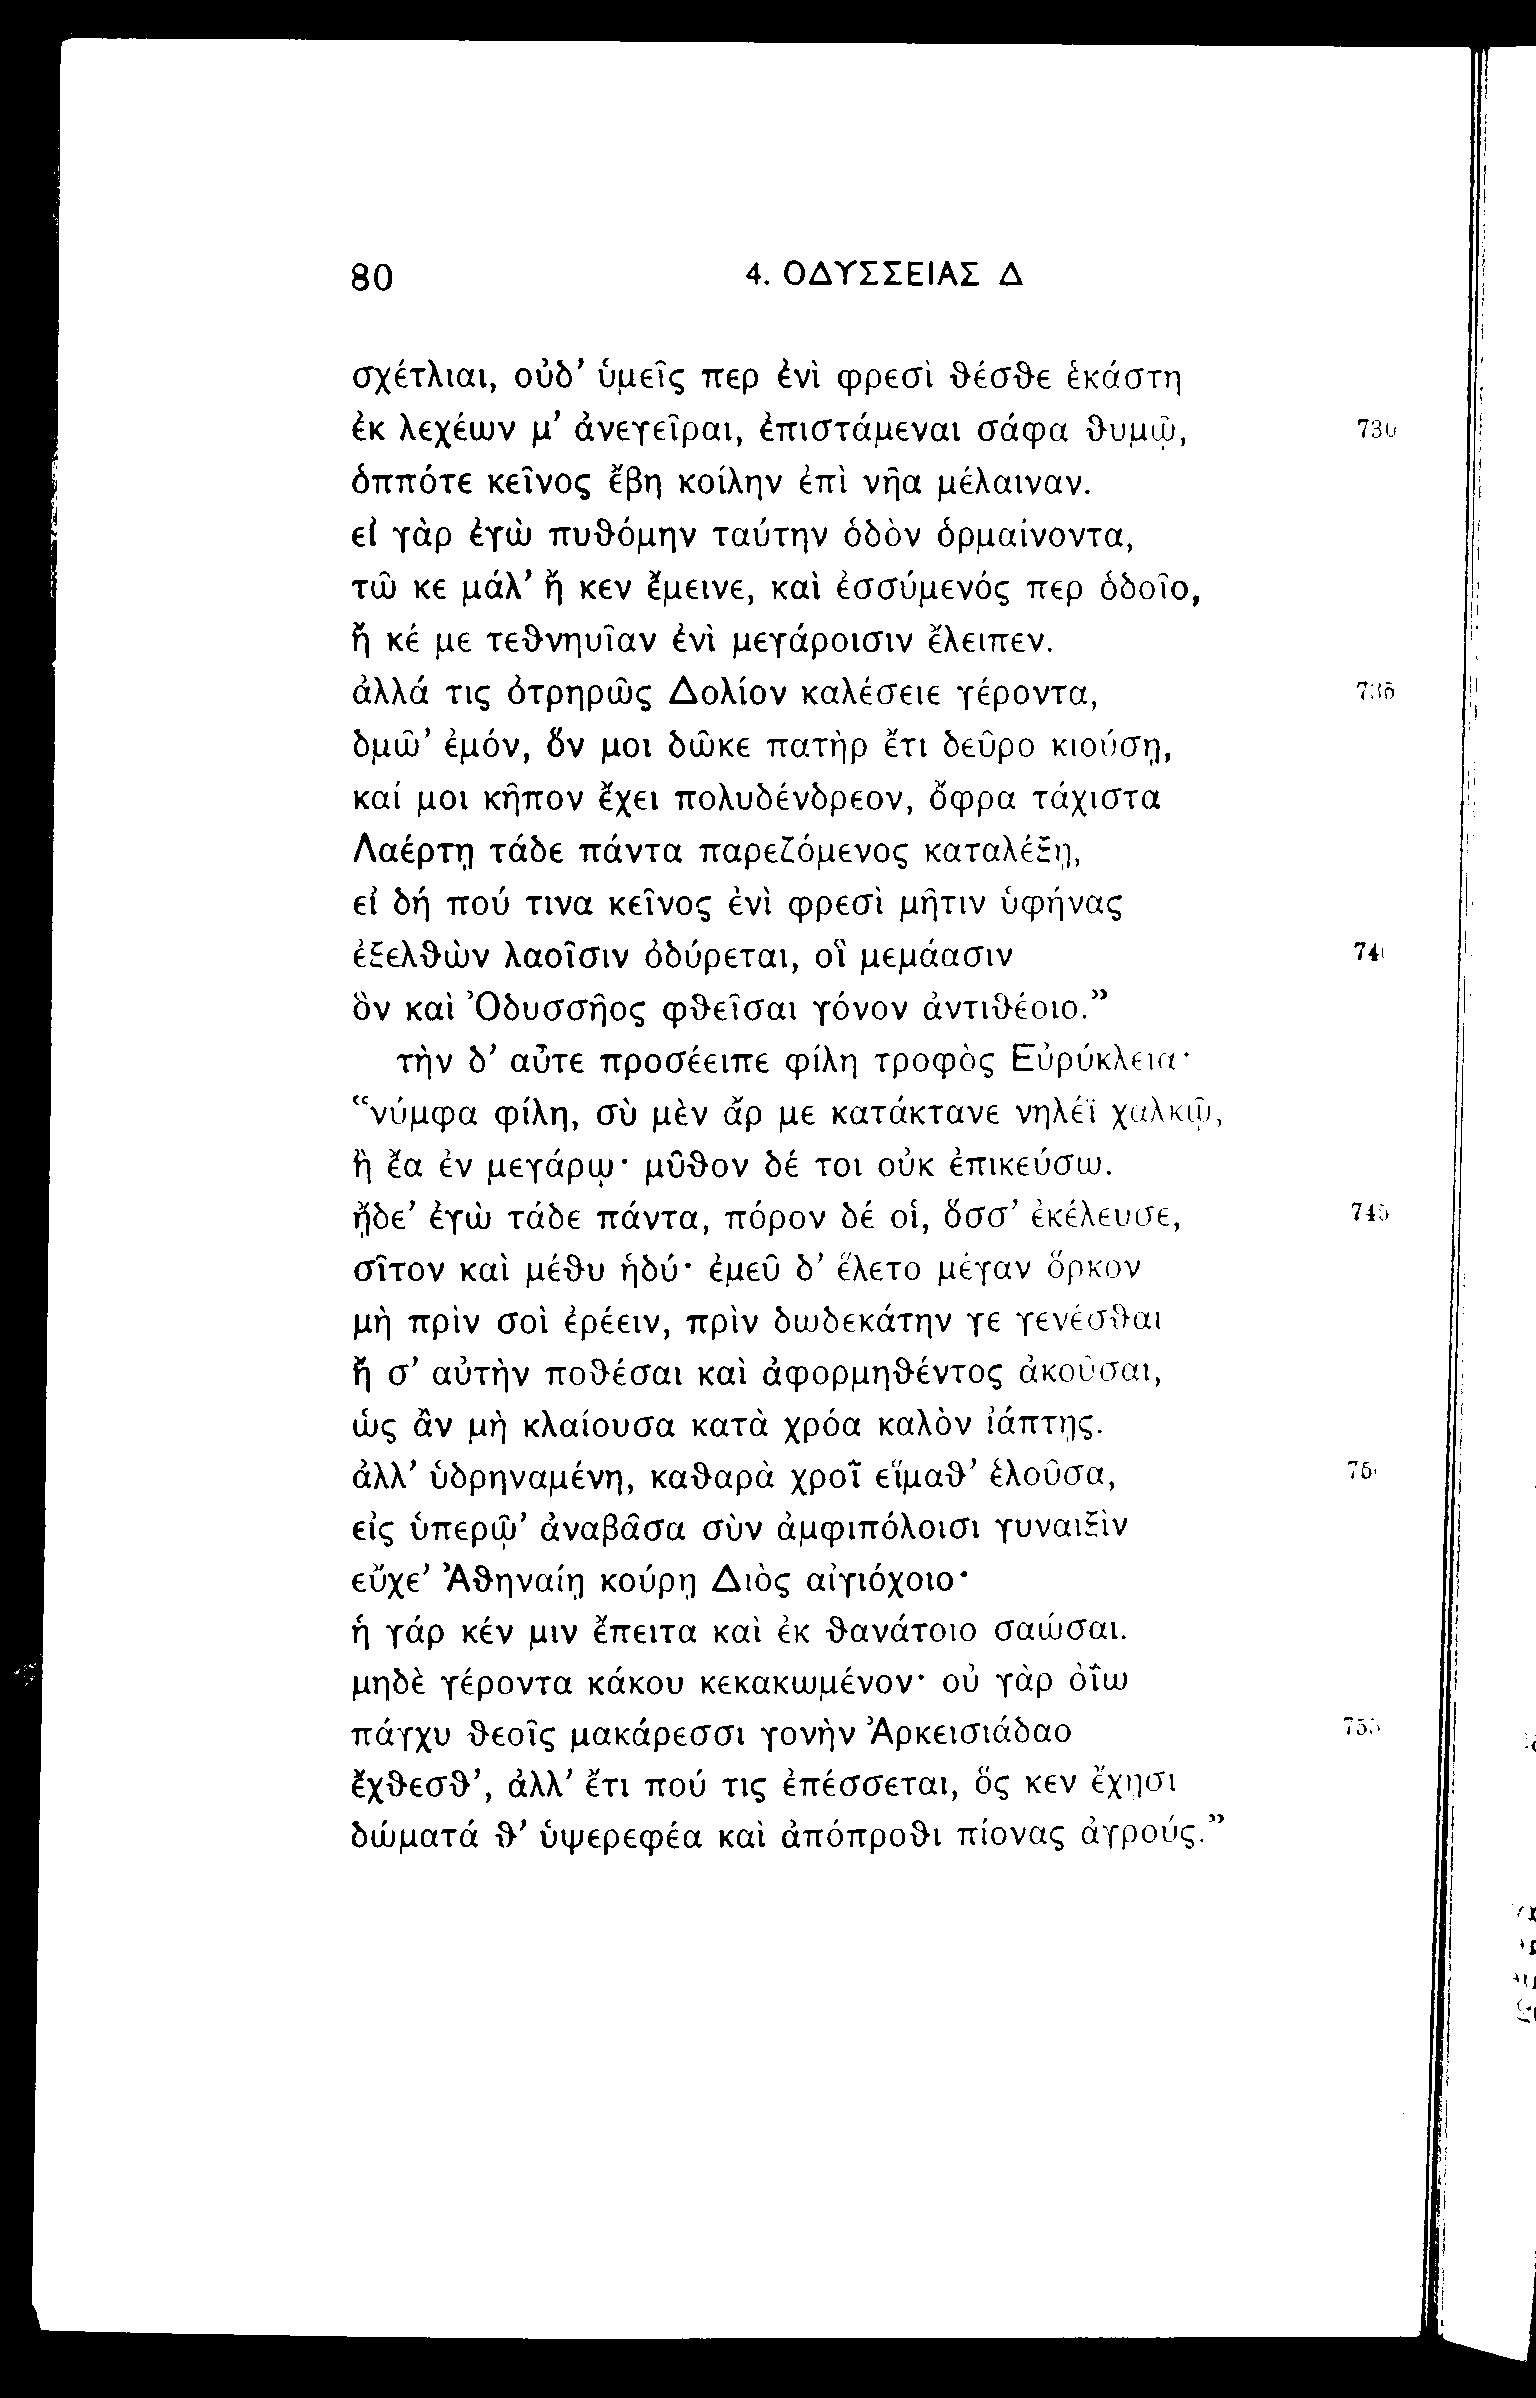 80 4. ΟΔΥΣΣΕΙΑΣ Δ
σχέτλιαι, οὐδ’ ὑμεῖς περ ἐνὶ φρεσὶ θέσθε ἑκάστη
ἐκ λεχέων μ’ ἀνεγεῖραι, ἐπιστάμεναι σάφα θυμῷ, 730
ὁππότε κεῖνος ἔβη κοίλην ἐπὶ νῆα μέλαιναν.
εἰ γὰρ ἐγὼ πυθόμην ταύτην ὁδὸν ὁρμαίνοντα,
τῶ κε μάλ’ ἤ κεν ἔμεινε, καὶ ἐσσύμενός περ ὁδοῖο,
ἤ κέ με τεθνηυῖαν ἐνὶ μεγάροισιν ἔλειπεν.
ἀλλά τις ὀτρηρῶς Δολίον καλέσειε γέροντα, 735
δμῶ’ ἐμόν, ὅν μοι δῶκε πατὴρ ἔτι δεῦρο κιούσῃ,
καί μοι κῆπον ἔχει πολυδένδρεον, ὄφρα τάχιστα
Λαέρτῃ τάδε πάντα παρεζόμενος καταλέξῃ,
εἰ δή πού τινα κεῖνος ἐνὶ φρεσὶ μῆτιν ὑφήνας
ἐξελθὼν λαοῖσιν ὀδύρεται, οἳ μεμάασιν 74
ὃν καὶ Ὀδυσσῆος φθεῖσαι γόνον ἀντιθέοιο.”
τὴν δ’ αὖτε προσέειπε φίλη τροφὸς Εὐρύκλεια·
“νύμφα φίλη, σὺ μὲν ἄρ με κατάκτανε νηλέϊ χαλκῷ,
ἢ ἔα ἐν μεγάρῳ· μῦθον δέ τοι οὐκ ἐπικεύσω.
ᾔδε’ ἐγὼ τάδε πάντα, πόρον δέ οἱ, ὅσσ’ ἐκέλευσε, 745
σῖτον καὶ μέθυ ἡδύ· ἐμεῦ δ’ ἕλετο μέγαν ὅρκον
μὴ πρὶν σοὶ ἐρέειν, πρὶν δωδεκάτην γε γενέσθαι
ἤ σ’ αὐτὴν ποθέσαι καὶ ἀφορμηθέντος ἀκοῦσαι,
ὡς ἂν μὴ κλαίουσα κατὰ χρόα καλὸν ἰάπτῃς.
ἀλλ’ ὑδρηναμένη, καθαρὰ χροῒ εἵμαθ’ ἑλοῦσα, 75
εἰς ὑπερῷ’ ἀναβᾶσα σὺν ἀμφιπόλοισι γυναιξὶν
εὔχε’ Ἀθηναίῃ κούρῃ Διὸς αἰγιόχοιο·
ἡ γάρ κέν μιν ἔπειτα καὶ ἐκ θανάτοιο σαώσαι.
μηδὲ γέροντα κάκου κεκακωμένον· οὐ γὰρ ὀΐω
πάγχυ θεοῖς μακάρεσσι γονὴν Ἀρκεισιάδαο 755
ἔχθεσθ’, ἀλλ’ ἔτι πού τις ἐπέσσεται, ὅς κεν ἔχῃσι
δώματά θ’ ὑψερεφέα καὶ ἀπόπροθι πίονας ἀγρούς.”